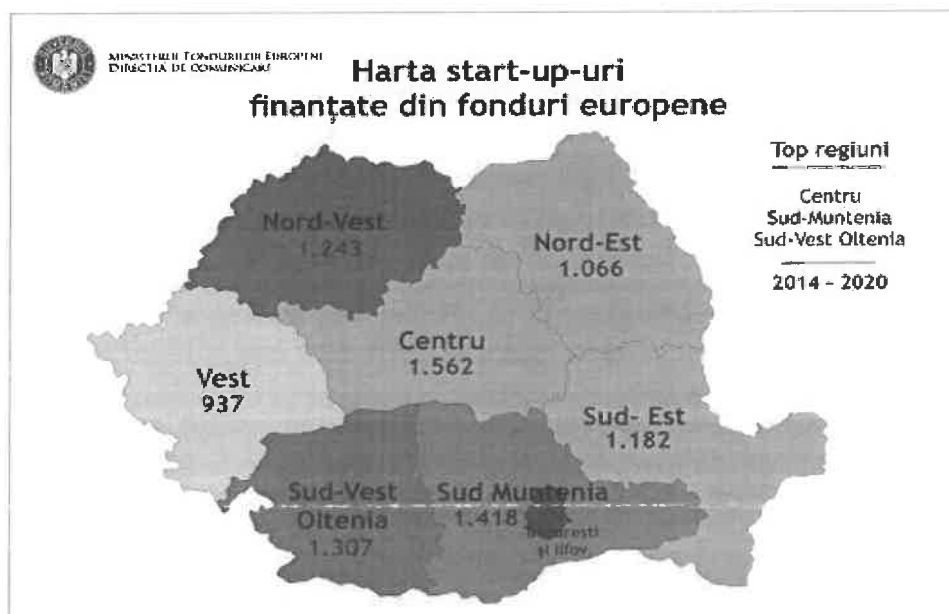 MINISTERUL FONDURILOR EUROPENE
DIRECȚIA DE COMUNICARE
Harta start-up-uri
finanțate din fonduri europene
Top regiuni
Centru
Sud-Muntenia
Sud-Vest Oltenia
2014 - 2020
Nord-Vest
1.243
Nord-Est
1.066
Centru
1.562
Vest
937
Sud- Est
1.182
Sud-Vest
Oltenia
1.307
Sud Muntenia
1.418
București
și Ilfov